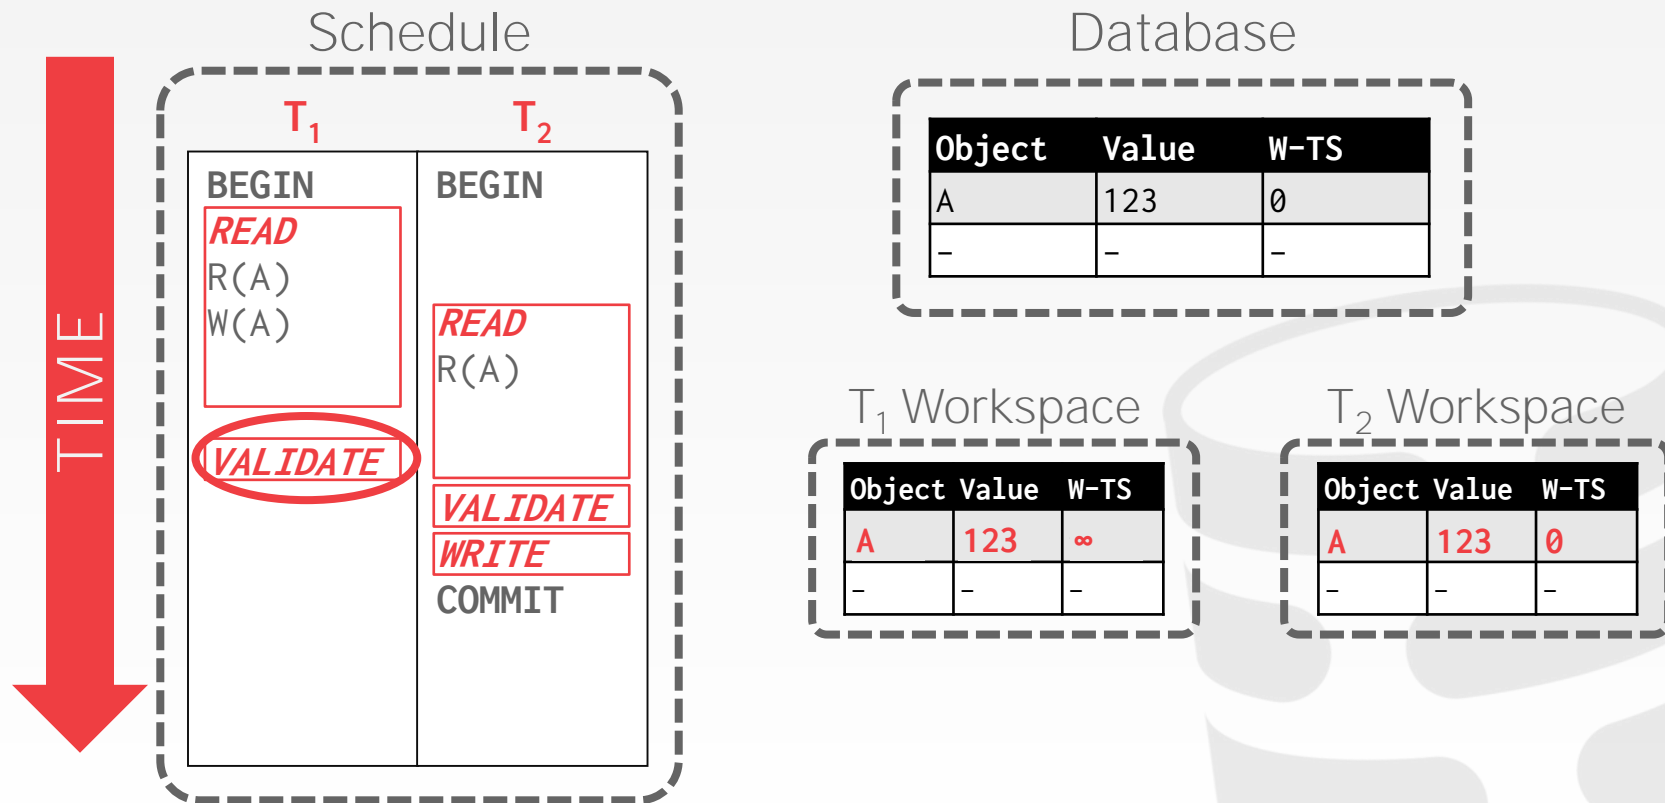 Schedule
TIME
T₁ T₂
BEGIN BEGIN
READ
R(A)
W(A) READ
R(A)
VALIDATE
VALIDATE
WRITE
COMMIT
Database
Object Value W-TS
A 123 0
- - -
T₁ Workspace
Object Value W-TS
A 123 ∞
- - -
T₂ Workspace
Object Value W-TS
A 123 0
- - -